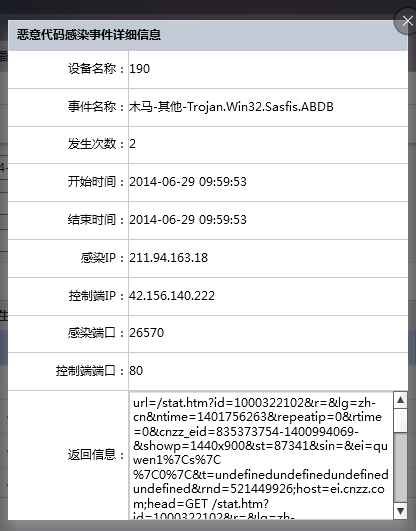 恶意代码感染事件详细信息
设备名称：190
事件名称：木马-其他-Trojan.Win32.Sasfis.ABDB
发生次数：2
开始时间：2014-06-29 09:59:53
结束时间：2014-06-29 09:59:53
感染IP：211.94.163.18
控制端IP：42.156.140.222
感染端口：26570
控制端端口：80
返回信息：
url=/stat.htm?id=1000322102&r=&lg=zh-
cn&ntime=1401756263&repeatip=0&rtime
=0&cnzz_eid=835373754-1400994069-
&showp=1440x900&st=87341&sin=&ei=qu
wen1%7Cs%7C
%7C0%7C&t=undefinedundefinedundefined
undefined&rnd=521449926;host=ei.cnzz.co
m;head=GET /stat.htm?
id=1000322102&r=&lg=zh-